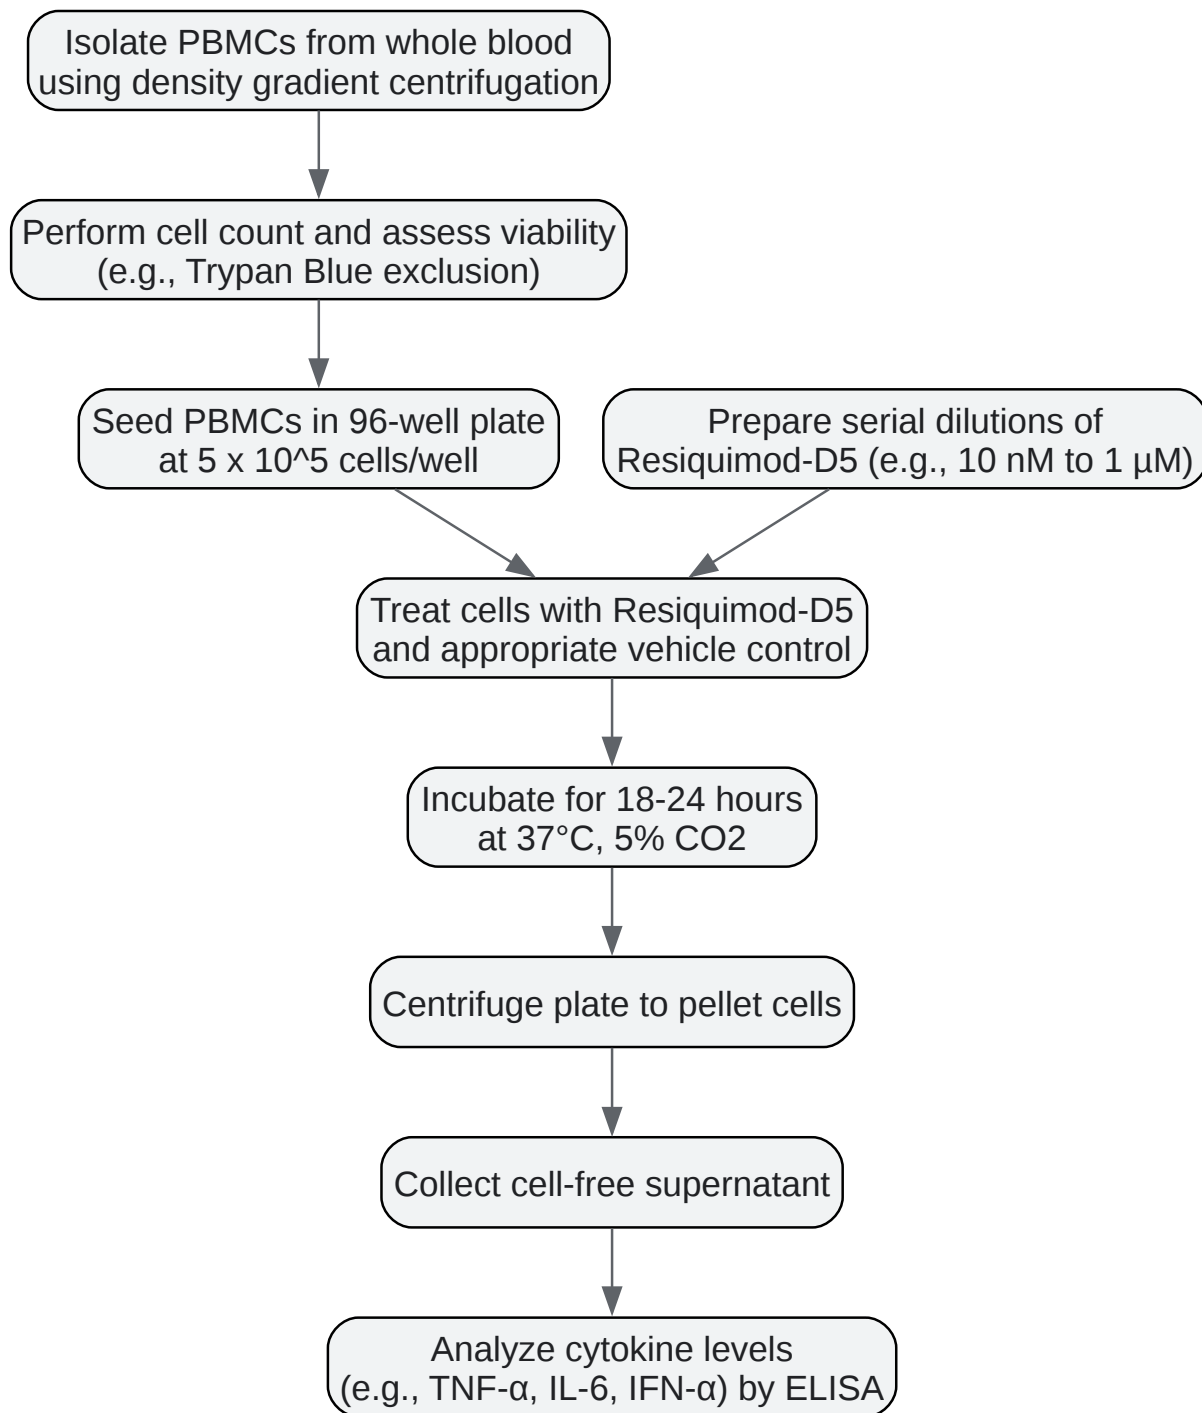 Isolate PBMCs from whole blood
using density gradient centrifugation
Perform cell count and assess viability
(e.g., Trypan Blue exclusion)
Seed PBMCs in 96-well plate
at 5 x 10^5 cells/well
Prepare serial dilutions of
Resiquimod-D5 (e.g., 10 nM to 1 µM)
Treat cells with Resiquimod-D5
and appropriate vehicle control
Incubate for 18-24 hours
at 37°C, 5% CO2
Centrifuge plate to pellet cells
Collect cell-free supernatant
Analyze cytokine levels
(e.g., TNF-α, IL-6, IFN-α) by ELISA